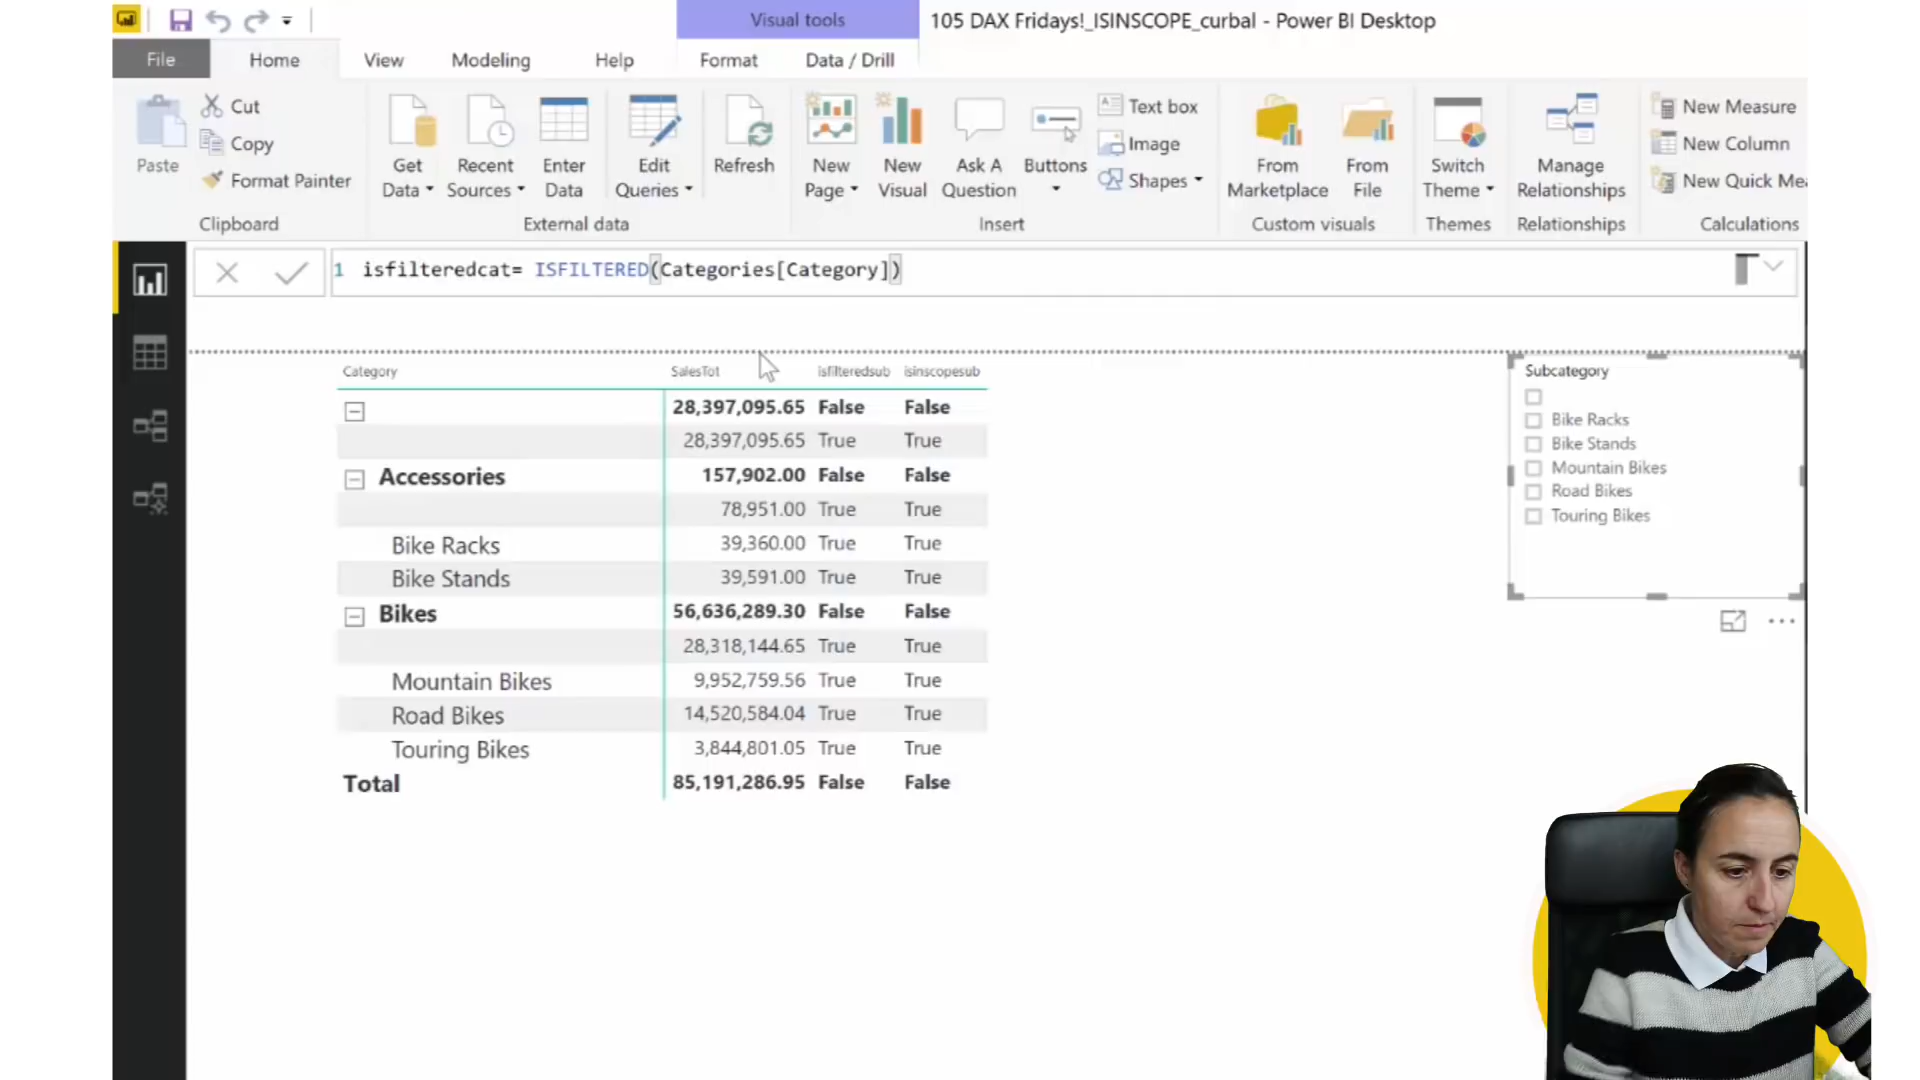 Visual tools
105 DAX Fridays!_ISINSCOPE_curbal - Power BI Desktop
File Home View Modeling Help Format Data / Drill
Paste
Cut
Copy
Format Painter
Clipboard
Get Data
Recent Sources
Enter Data
Edit Queries
External data
Refresh
New Page
New Visual
Ask A Question
Buttons
Text box
Image
Shapes
Insert
From Marketplace
From File
Custom visuals
Switch Theme
Themes
Manage Relationships
Relationships
New Measure
New Column
New Quick Mea
Calculations
1 isfilteredcat= ISFILTERED(Categories[Category])
Category SalesTot isfilteredsub isinscopesub
28,397,095.65 False False
28,397,095.65 True True
Accessories 157,902.00 False False
78,951.00 True True
Bike Racks 39,360.00 True True
Bike Stands 39,591.00 True True
Bikes 56,636,289.30 False False
28,318,144.65 True True
Mountain Bikes 9,952,759.56 True True
Road Bikes 14,520,584.04 True True
Touring Bikes 3,844,801.05 True True
Total 85,191,286.95 False False
Subcategory
Bike Racks
Bike Stands
Mountain Bikes
Road Bikes
Touring Bikes